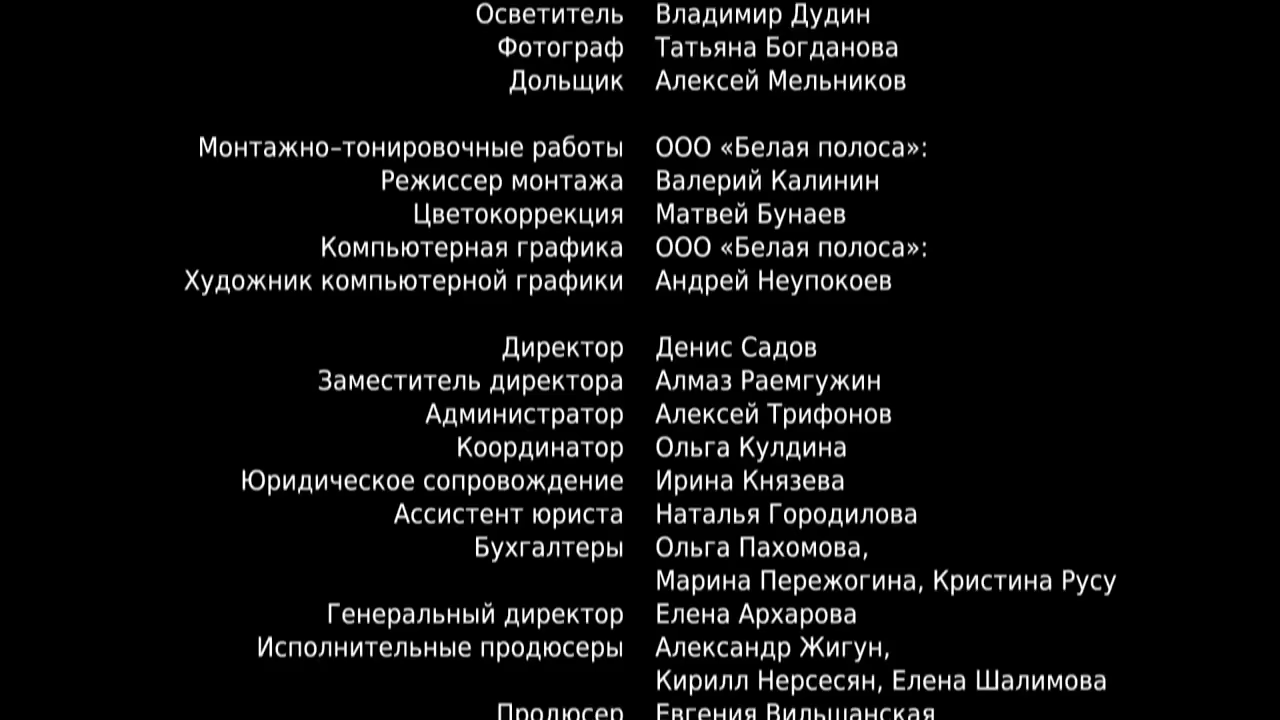 Осветитель Владимир Дудин
Фотограф Татьяна Богданова
Дольщик Алексей Мельников
Монтажно–тонировочные работы ООО «Белая полоса»:
Режиссер монтажа Валерий Калинин
Цветокоррекция Матвей Бунаев
Компьютерная графика ООО «Белая полоса»:
Художник компьютерной графики Андрей Неупокоев
Директор Денис Садов
Заместитель директора Алмаз Раемгужин
Администратор Алексей Трифонов
Координатор Ольга Кулдина
Юридическое сопровождение Ирина Князева
Ассистент юриста Наталья Городилова
Бухгалтеры Ольга Пахомова,
Марина Пережогина, Кристина Русу
Генеральный директор Елена Архарова
Исполнительные продюсеры Александр Жигун,
Кирилл Нерсесян, Елена Шалимова
Продюсер Евгения Вильшанская